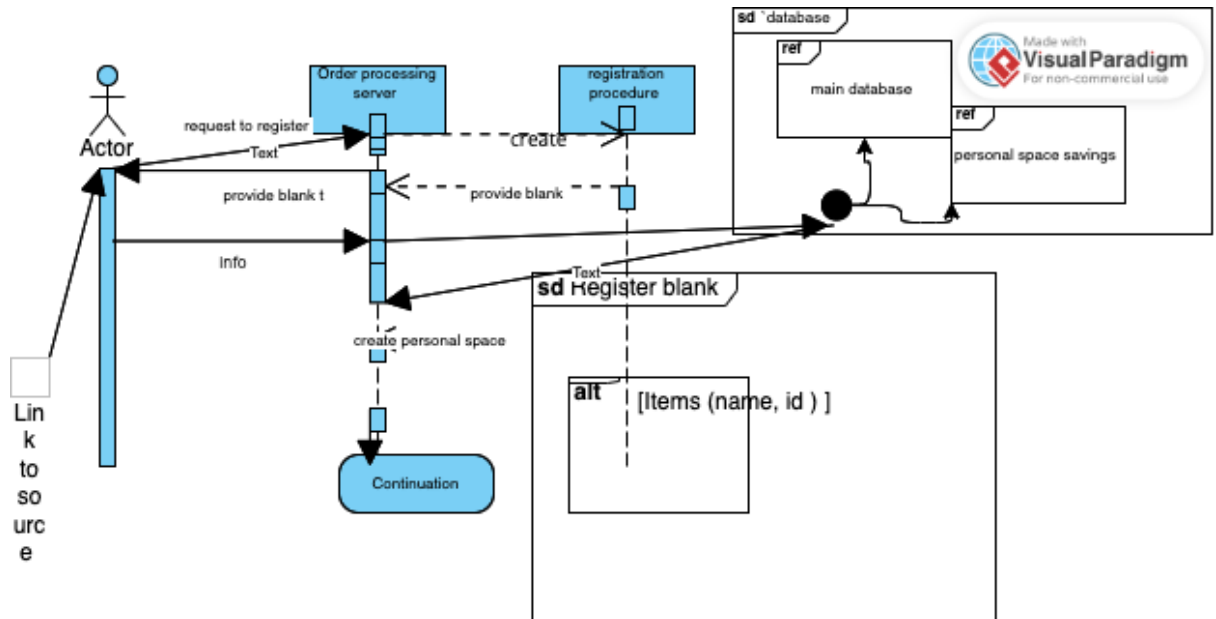 sd `database
ref
Made with
Visual Paradigm
For non-commercial use
main database
ref
personal space savings
Order processing
server
registration
procedure
request to register
create
Actor
Text
provide blank t
provide blank
Info
Text
sd Register blank
create personal space
alt
[Items (name, id ) ]
Lin
k
to
so
urc
e
Continuation